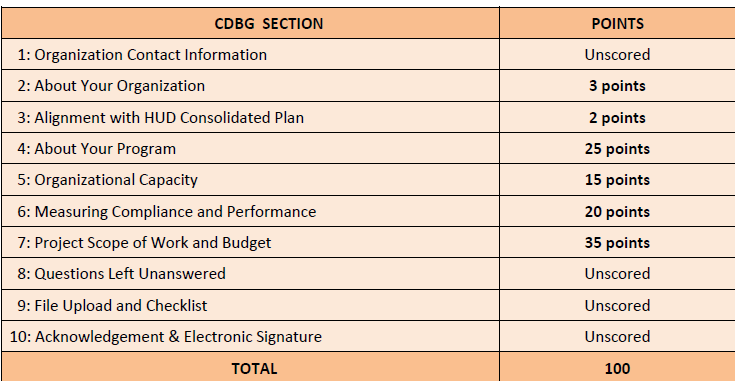 CDBG SECTION POINTS
1: Organization Contact Information Unscored
2: About Your Organization 3 points
3: Alignment with HUD Consolidated Plan 2 points
4: About Your Program 25 points
5: Organizational Capacity 15 points
6: Measuring Compliance and Performance 20 points
7: Project Scope of Work and Budget 35 points
8: Questions Left Unanswered Unscored
9: File Upload and Checklist Unscored
10: Acknowledgement & Electronic Signature Unscored
TOTAL 100